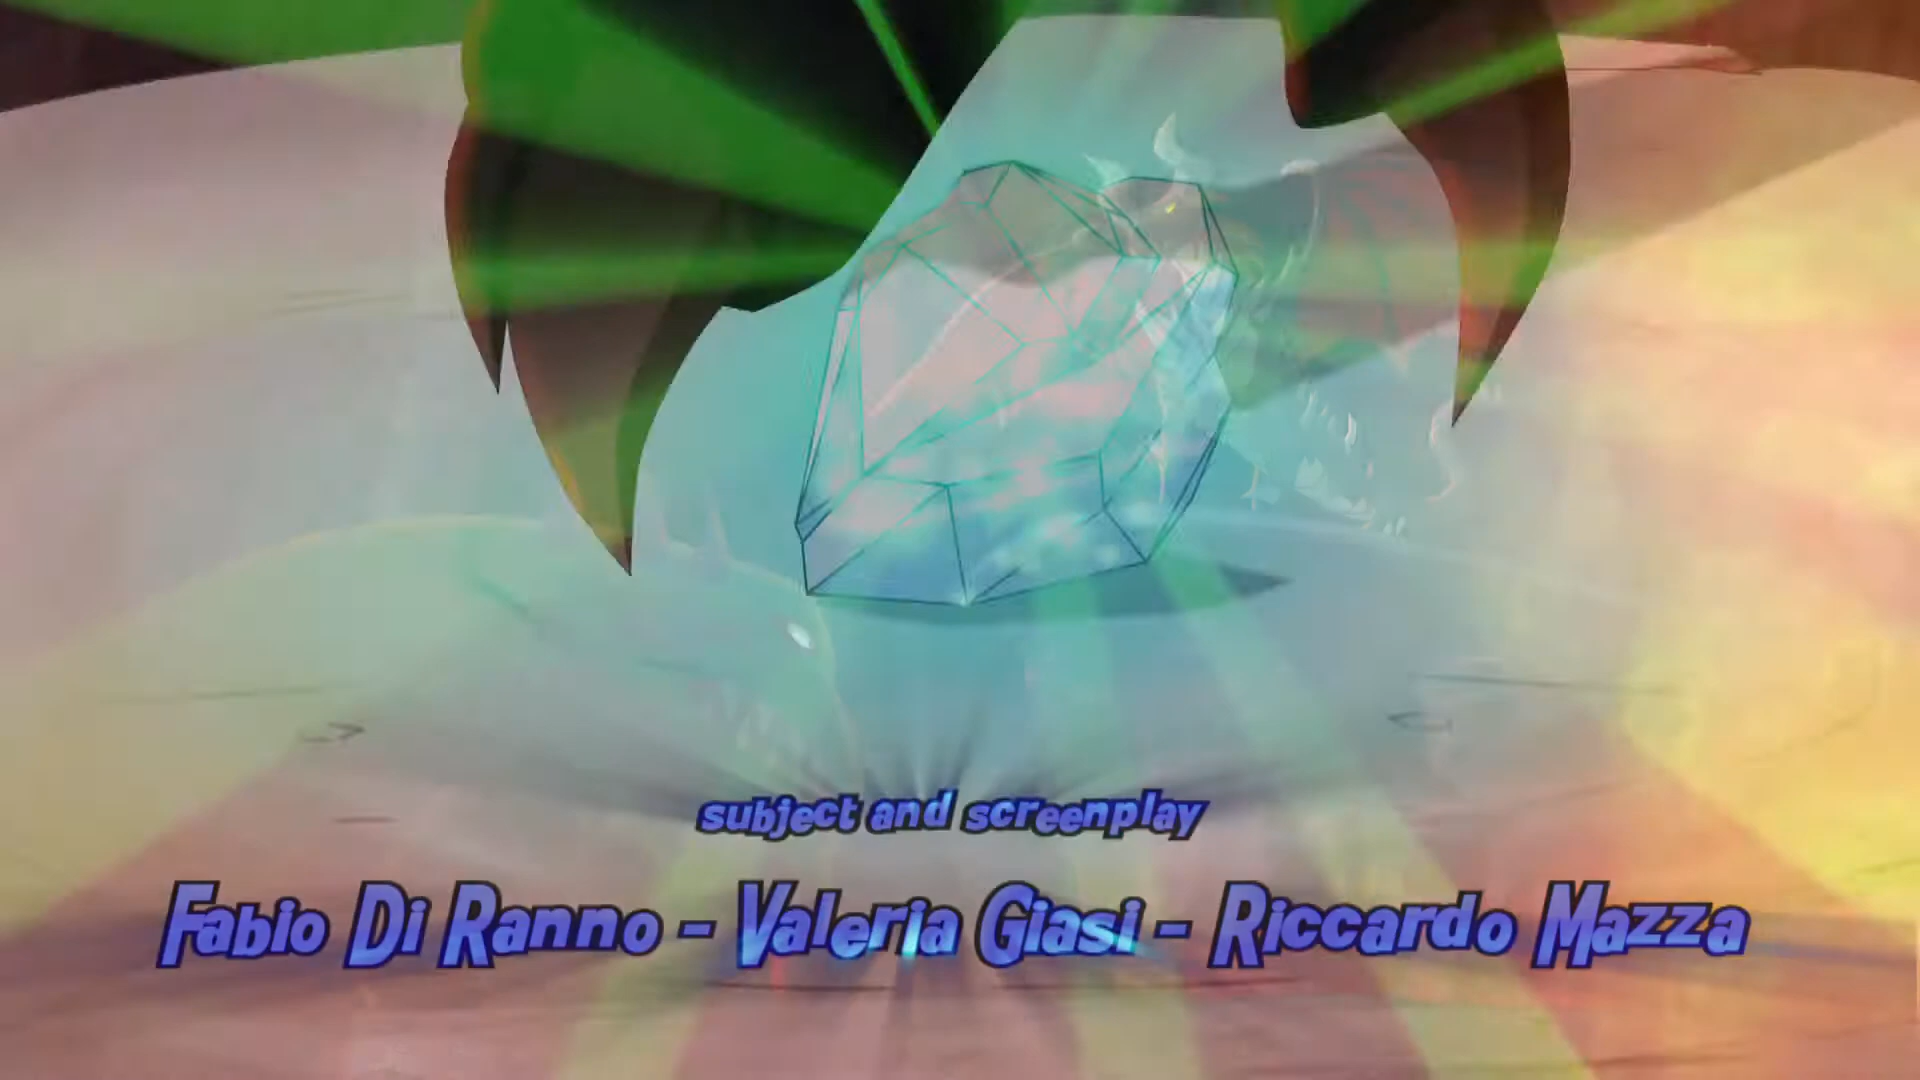 subject and screenplay
Fabio Di Ranno - Valeria Giasi - Riccardo Mazza